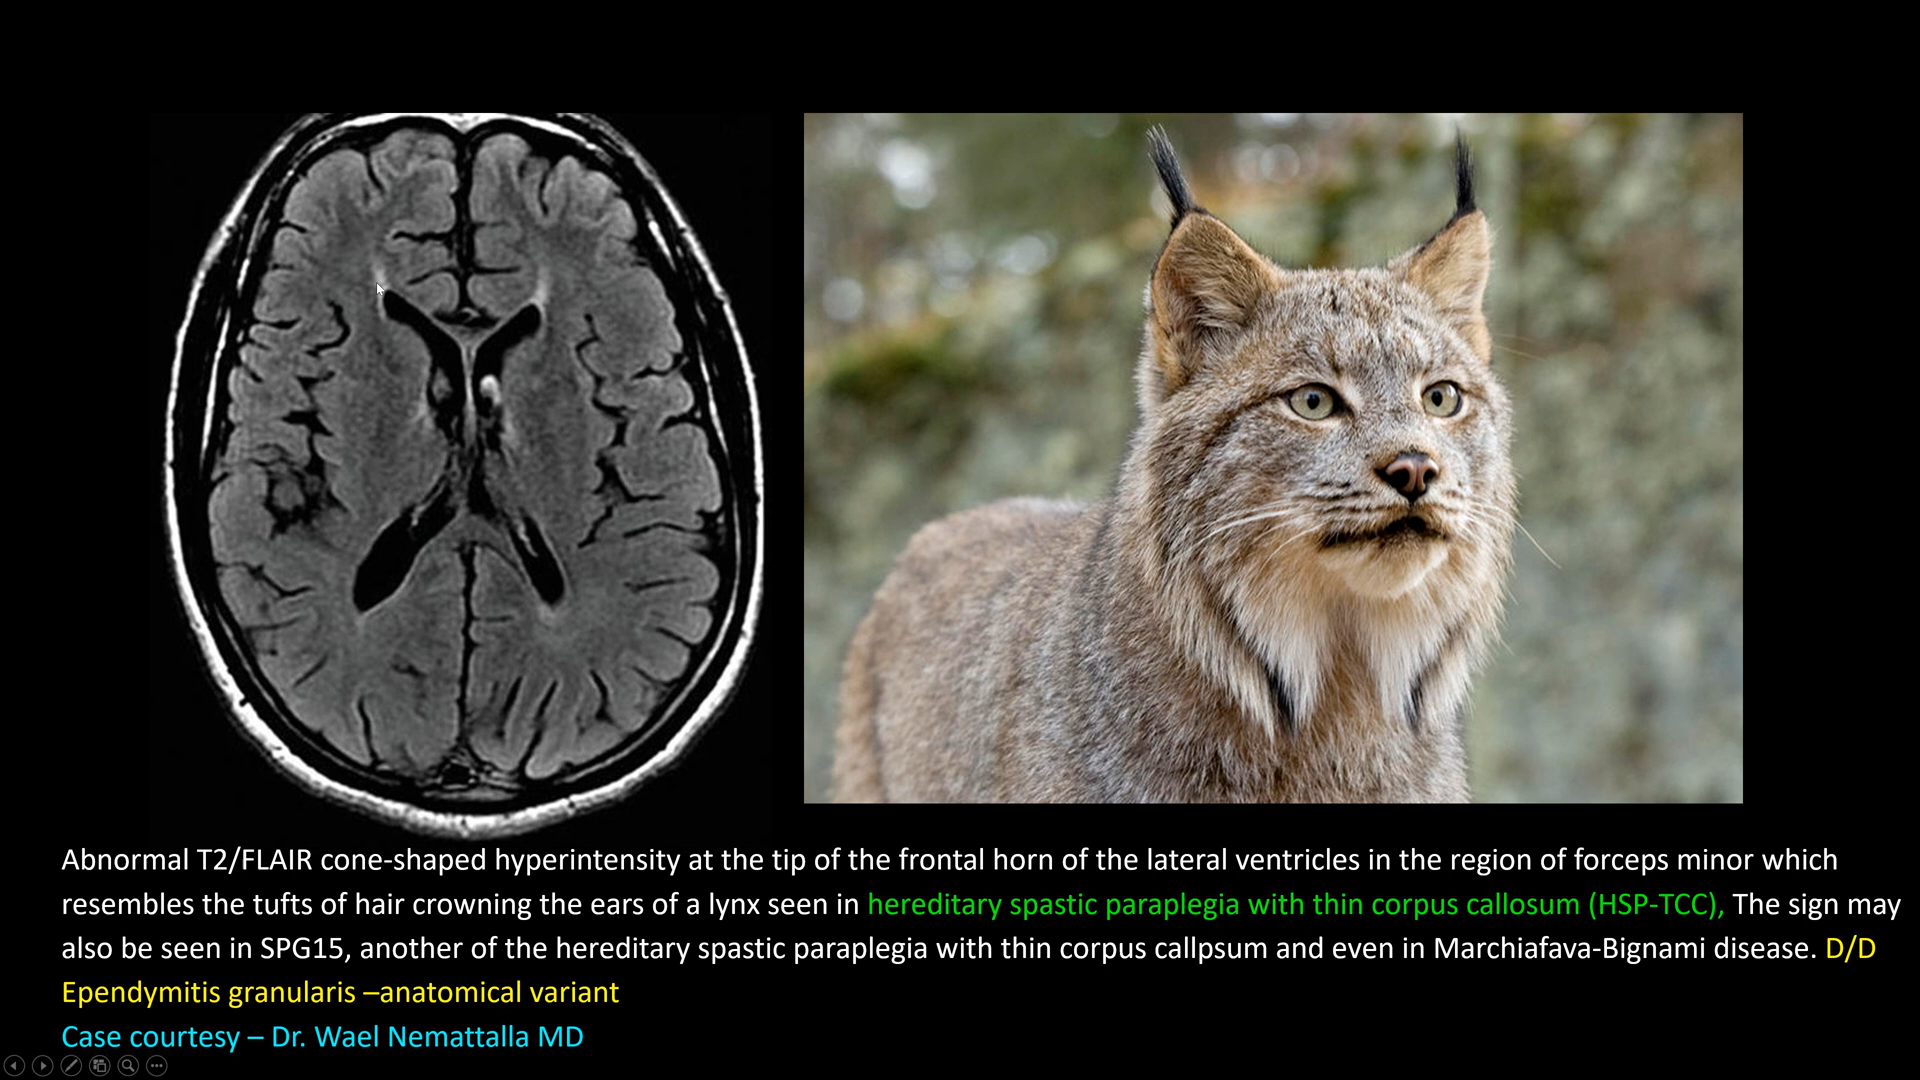 Abnormal T2/FLAIR cone-shaped hyperintensity at the tip of the frontal horn of the lateral ventricles in the region of forceps minor which
resembles the tufts of hair crowning the ears of a lynx seen in hereditary spastic paraplegia with thin corpus callosum (HSP-TCC), The sign may
also be seen in SPG15, another of the hereditary spastic paraplegia with thin corpus callpsum and even in Marchiafava-Bignami disease. D/D
Ependymitis granularis –anatomical variant
Case courtesy – Dr. Wael Nemattalla MD